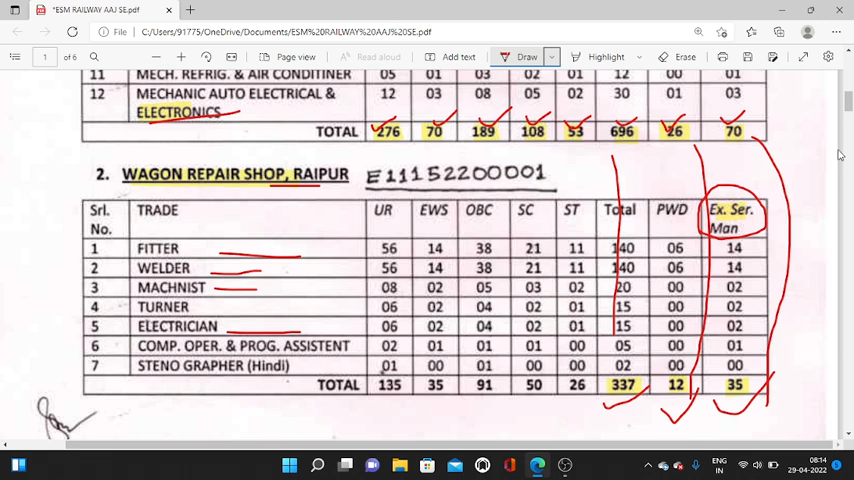 *ESM RAILWAY AAJ SE.pdf
File C:/Users/91775/OneDrive/Documents/ESM%20RAILWAY%20AAJ%20SE.pdf
1 of 6 Page view Read aloud Add text Draw Highlight Erase
11 MECH. REFRIG. & AIR CONDITINER 05 01 03 02 01 12 00 01
12 MECHANIC AUTO ELECTRICAL & 12 03 08 05 02 30 01 03
ELECTRONICS
TOTAL 276 70 189 108 53 696 26 70
2. WAGON REPAIR SHOP, RAIPUR E11152200001
Srl. No. TRADE UR EWS OBC SC ST Total PWD Ex. Ser. Man
1 FITTER 56 14 38 21 11 140 06 14
2 WELDER 56 14 38 21 11 140 06 14
3 MACHNIST 08 02 05 03 02 20 00 02
4 TURNER 06 02 04 02 01 15 00 02
5 ELECTRICIAN 06 02 04 02 01 15 00 02
6 COMP. OPER. & PROG. ASSISTENT 02 01 01 01 00 05 00 01
7 STENO GRAPHER (Hindi) 01 00 01 00 00 02 00 00
TOTAL 135 35 91 50 26 337 12 35
ENG
IN
08:14
29-04-2022